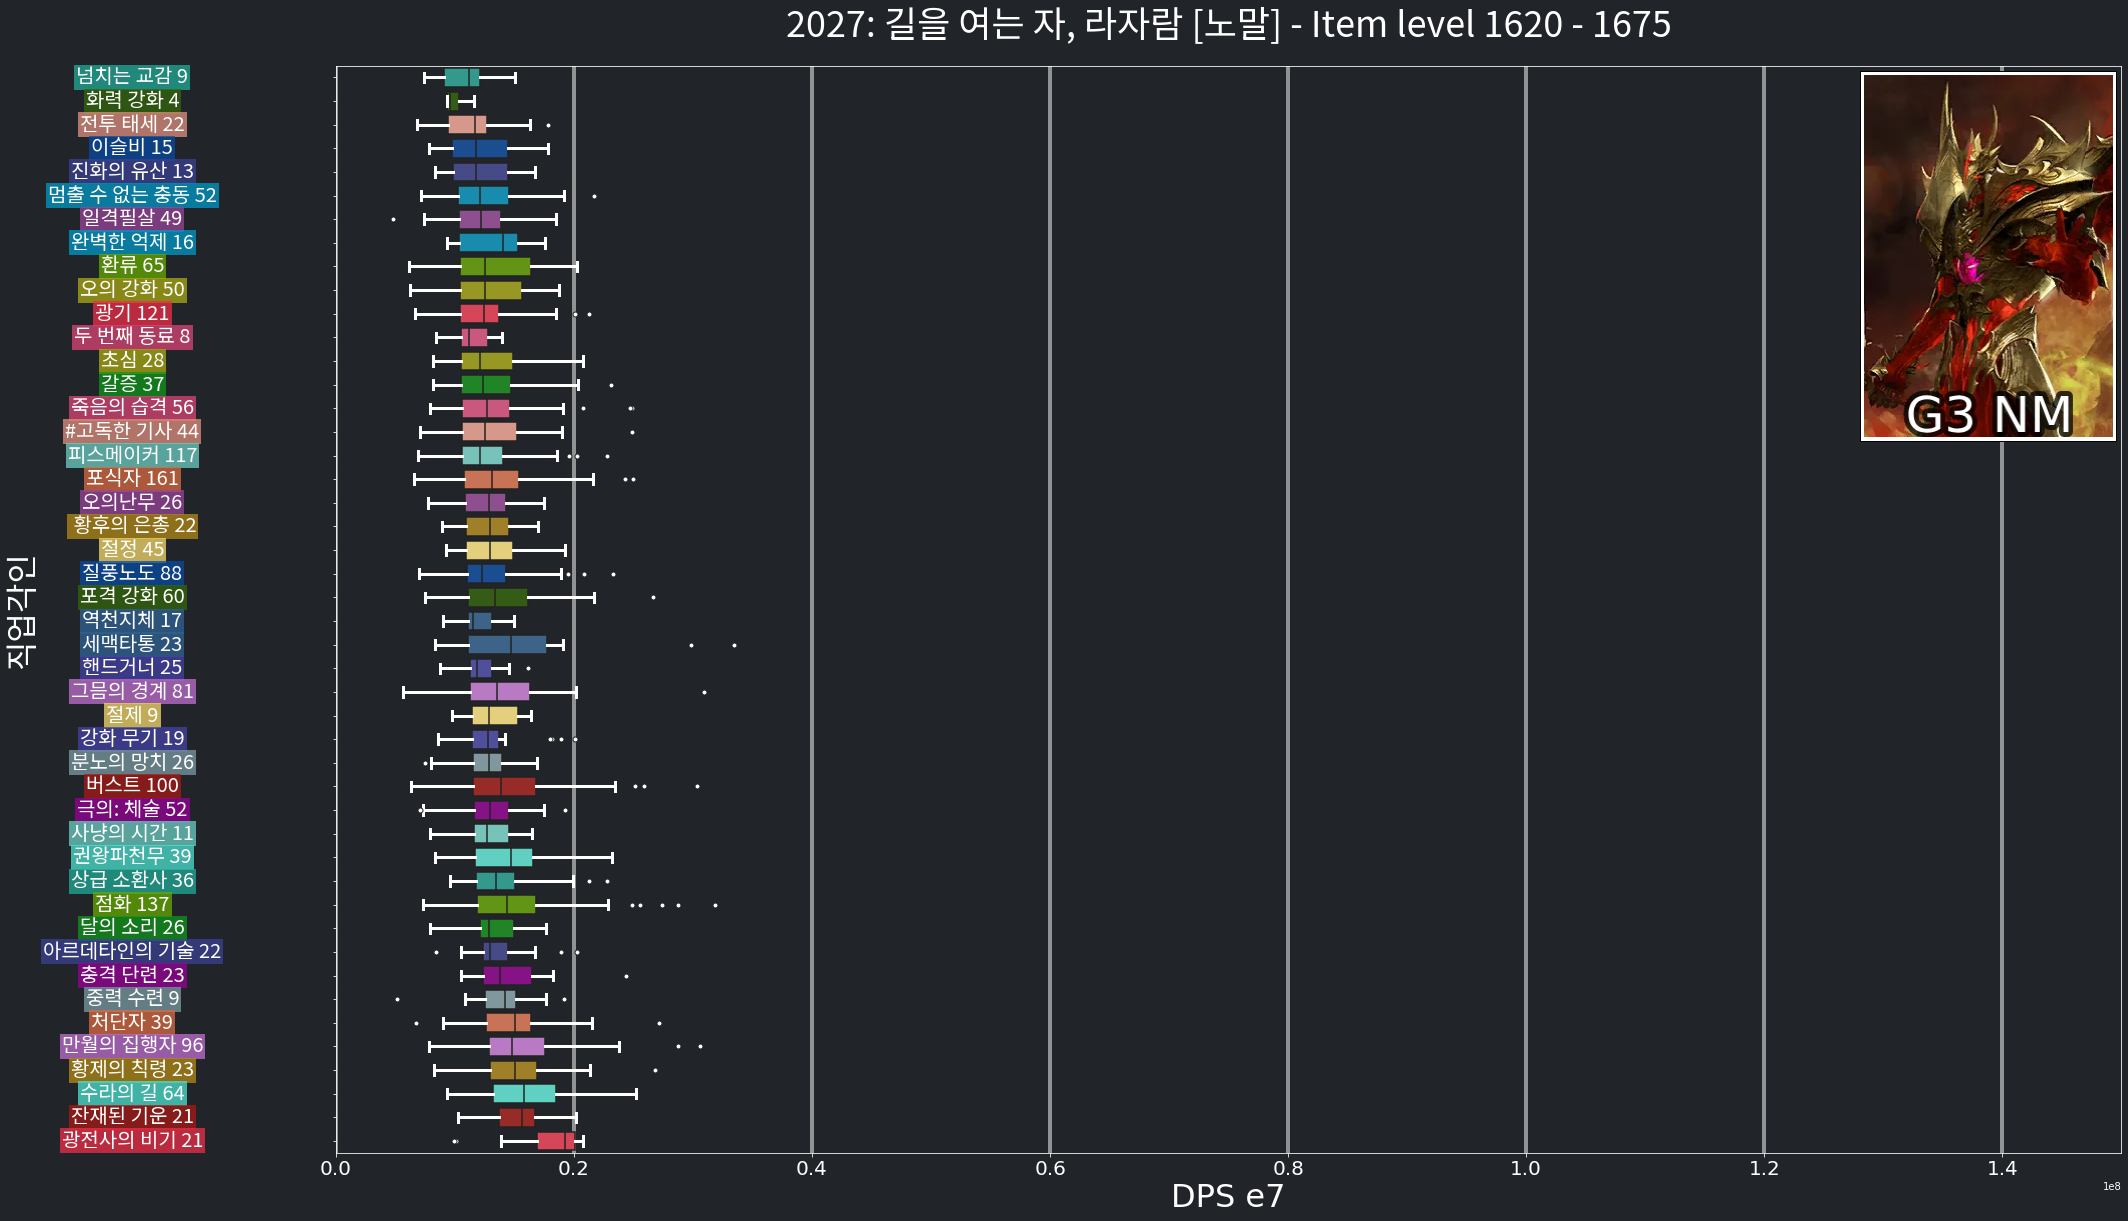 2027: 길을 여는 자, 라자람 [노말] - Item level 1620 - 1675
넘치는 교감 9
화력 강화 4
전투 태세 22
이슬비 15
진화의 유산 13
멈출 수 없는 충동 52
일격필살 49
완벽한 억제 16
환류 65
오의 강화 50
광기 121
두 번째 동료 8
초심 28
갈증 37
죽음의 습격 56
#고독한 기사 44
피스메이커 117
포식자 161
오의난무 26
황후의 은총 22
절정 45
질풍노도 88
포격 강화 60
역천지체 17
세맥타통 23
핸드거너 25
그믐의 경계 81
절제 9
강화 무기 19
분노의 망치 26
버스트 100
극의: 체술 52
사냥의 시간 11
권왕파천무 39
상급 소환사 36
점화 137
달의 소리 26
아르데타인의 기술 22
충격 단련 23
중력 수련 9
처단자 39
만월의 집행자 96
황제의 칙령 23
수라의 길 64
잔재된 기운 21
광전사의 비기 21
직업각인
G3 NM
0.0 0.2 0.4 0.6 0.8 1.0 1.2 1.4
1e8
DPS e7